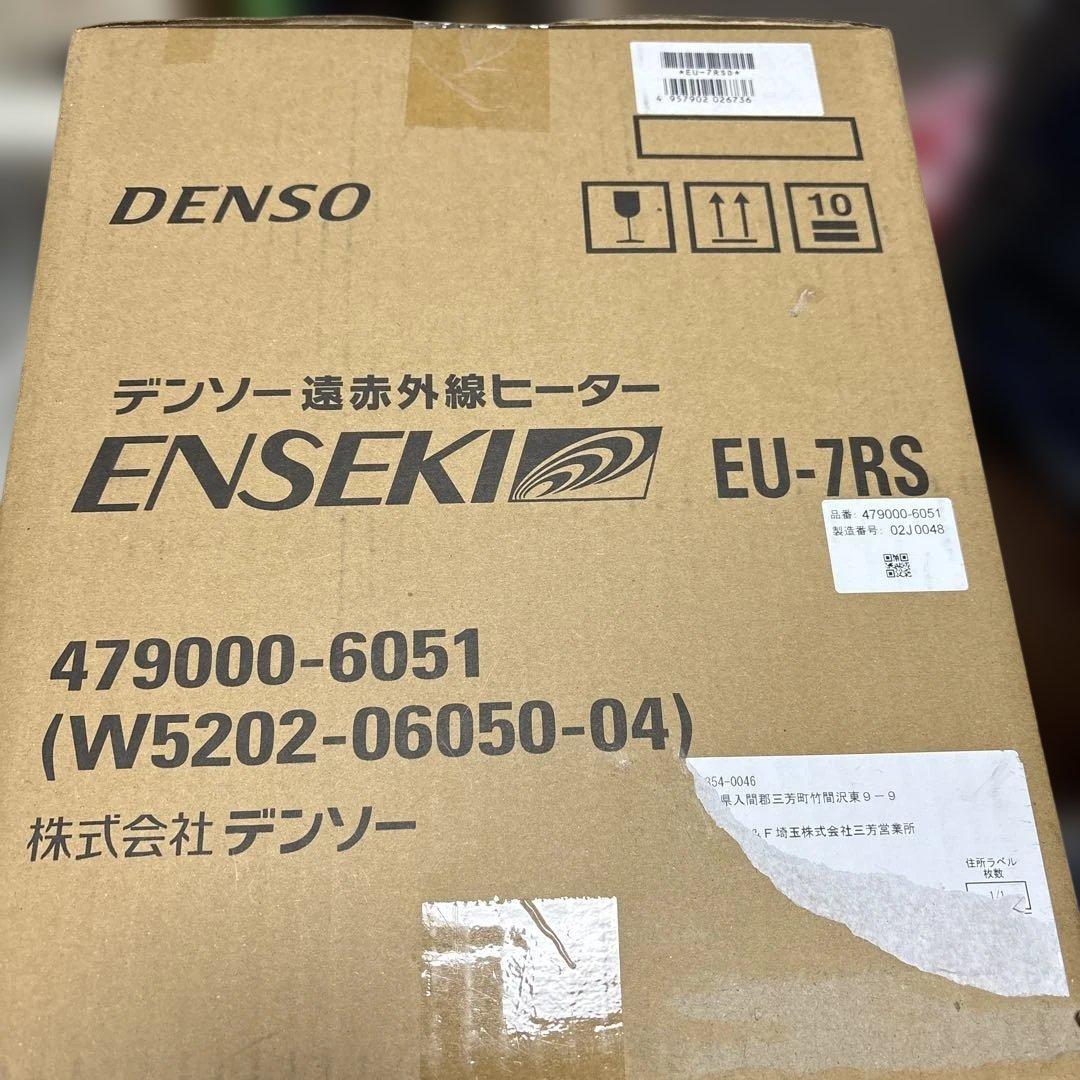 *EU-7RSD*
4 957902 026736
DENSO
10
デンソー遠赤外線ヒーター
ENSEKI
EU-7RS
品番: 479000-6051
製造番号: 02J0048
479000-6051
(W5202-06050-04)
株式会社デンソー
354-0046
県入間郡三芳町竹間沢東9-9
F埼玉株式会社三芳営業所
住所ラベル
枚数
1/1